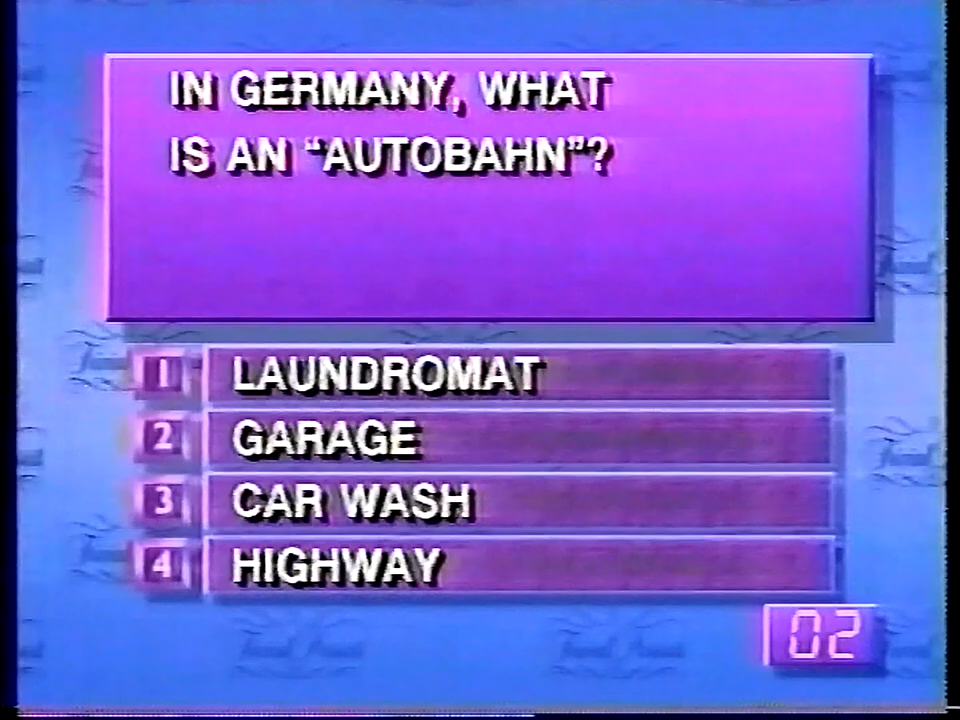 IN GERMANY, WHAT
IS AN “AUTOBAHN”?
1 LAUNDROMAT
2 GARAGE
3 CAR WASH
4 HIGHWAY
02